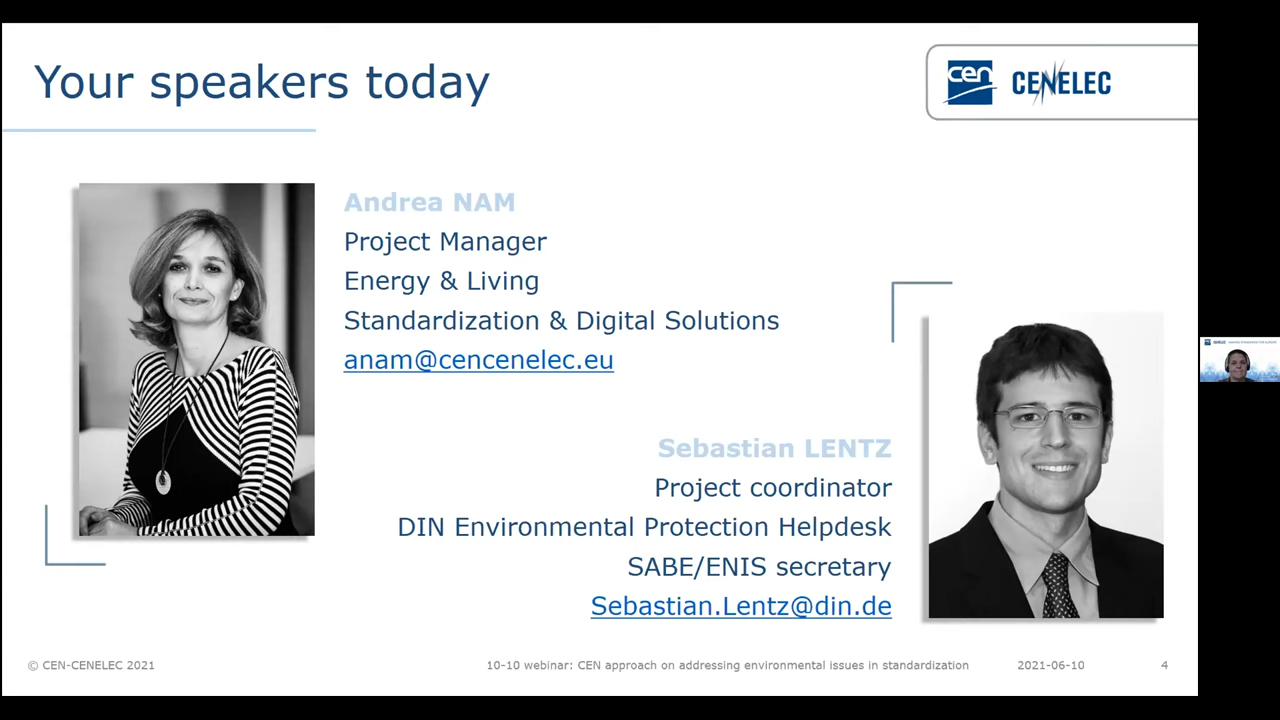 Your speakers today
cen CENELEC
Andrea NAM
Project Manager
Energy & Living
Standardization & Digital Solutions
anam@cencenelec.eu
Sebastian LENTZ
Project coordinator
DIN Environmental Protection Helpdesk
SABE/ENIS secretary
Sebastian.Lentz@din.de
© CEN-CENELEC 2021
10-10 webinar: CEN approach on addressing environmental issues in standardization
2021-06-10
4